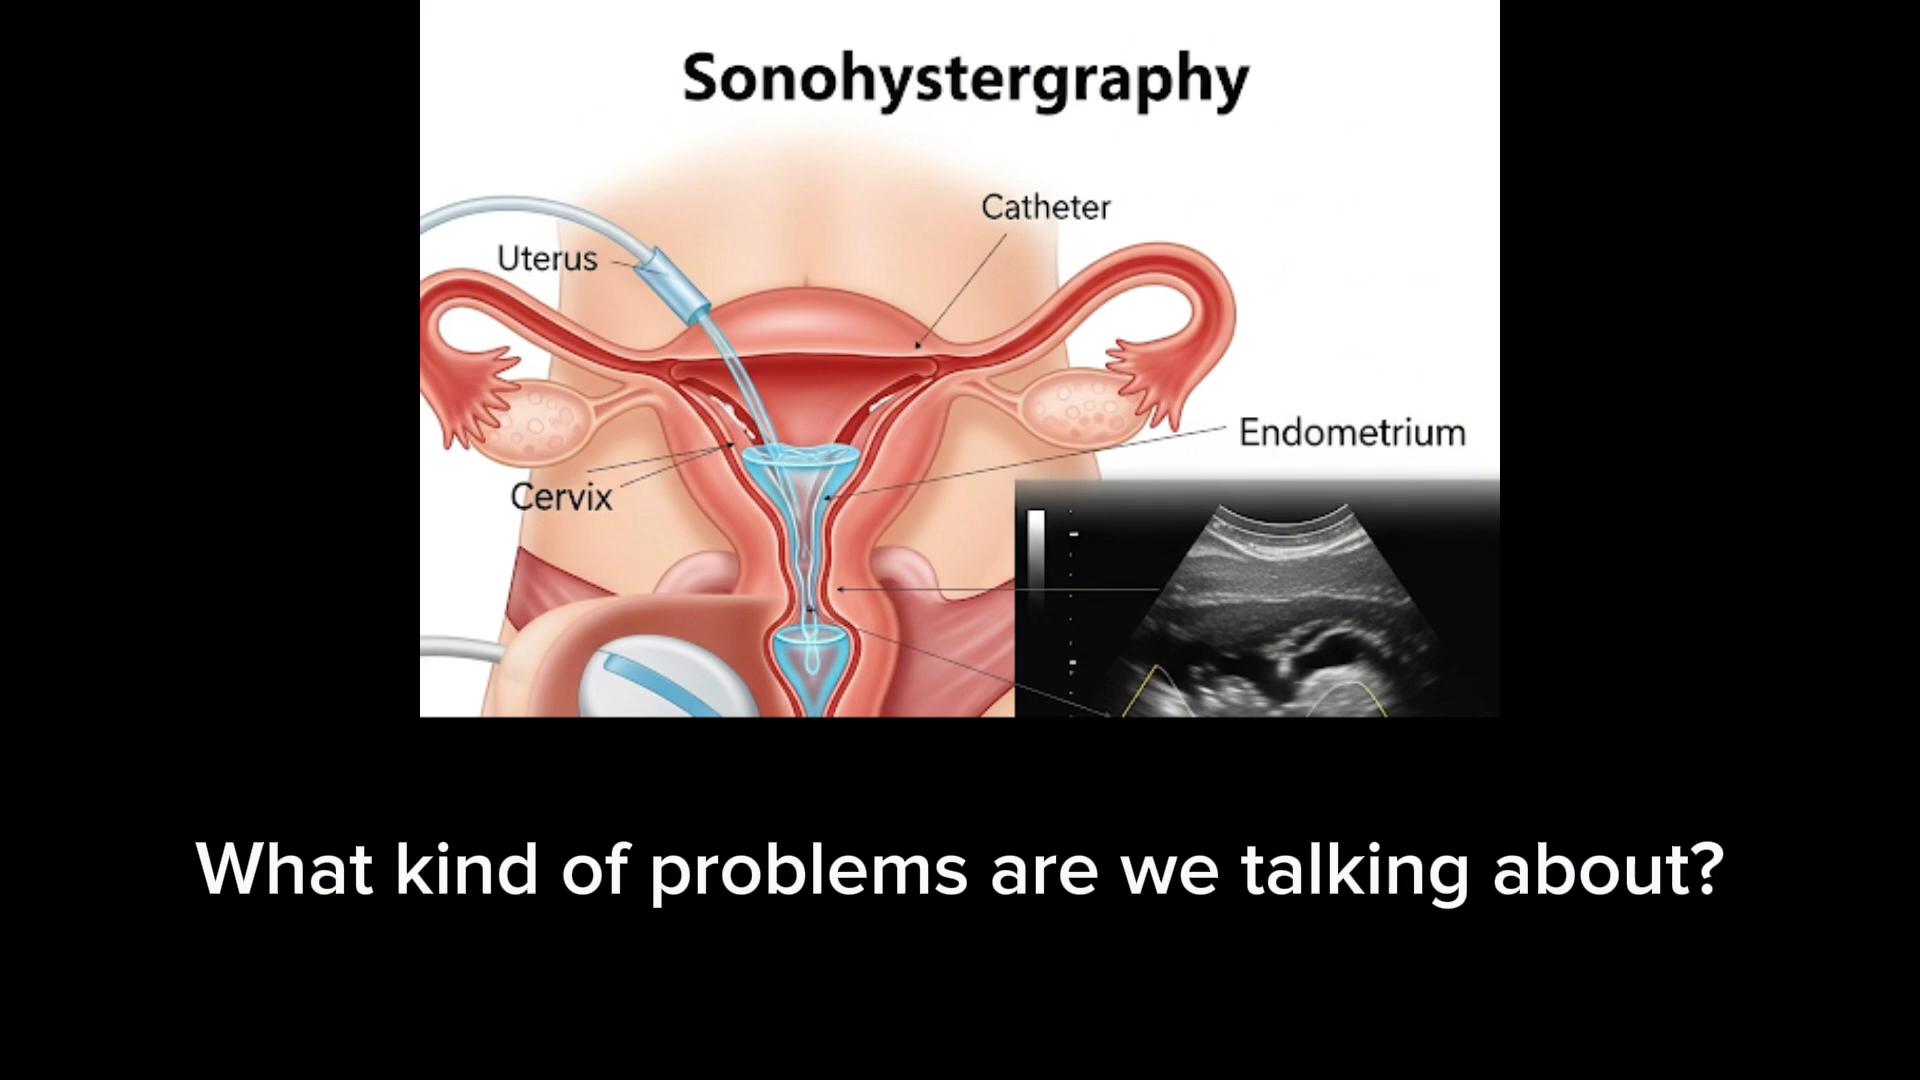 Sonohystergraphy
Catheter
Uterus
Endometrium
Cervix
What kind of problems are we talking about?